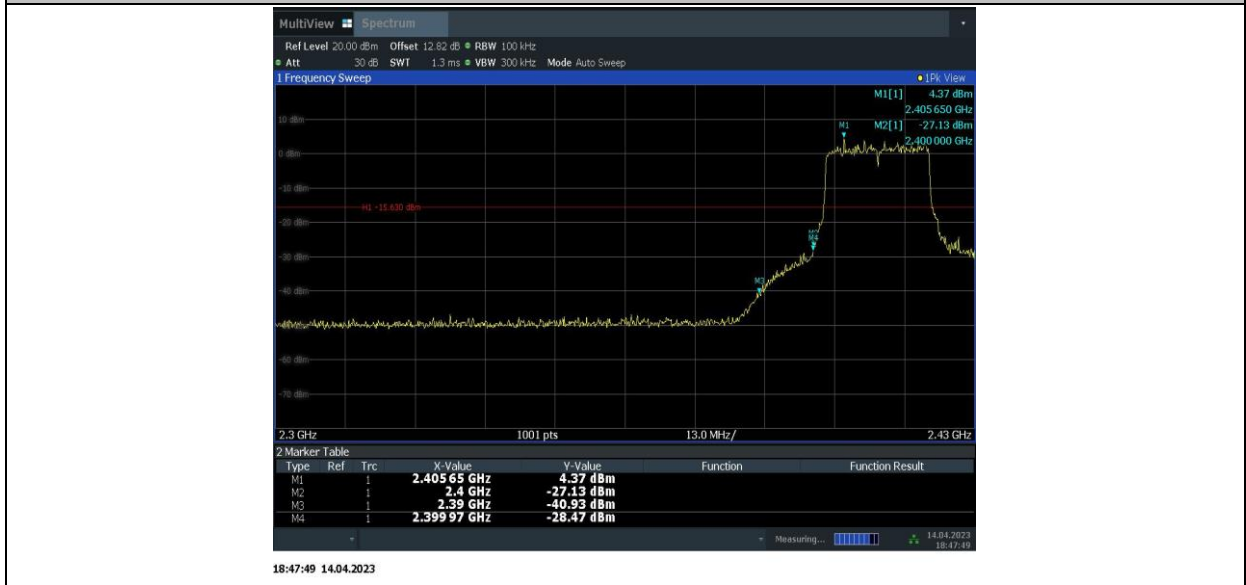 MultiView Spectrum
Ref Level 20.00 dBm Offset 12.82 dB RBW 100 kHz
Att 30 dB SWT 1.3 ms VBW 300 kHz Mode Auto Sweep
1 Frequency Sweep 1Pk View
M1[1] 4.37 dBm
2.405 650 GHz
10 dBm
M1 M2[1] -27.13 dBm
2.400 000 GHz
0 dBm
-10 dBm
H1 -15.630 dBm
-20 dBm
M4
-30 dBm
M3
-40 dBm
-60 dBm
-70 dBm
2.3 GHz 1001 pts 13.0 MHz/ 2.43 GHz
2 Marker Table
Type Ref Trc X-Value Y-Value Function Function Result
M1 1 2.405 65 GHz 4.37 dBm
M2 1 2.4 GHz -27.13 dBm
M3 1 2.39 GHz -40.93 dBm
M4 1 2.399 97 GHz -28.47 dBm
Measuring... 14.04.2023
18:47:49
18:47:49 14.04.2023